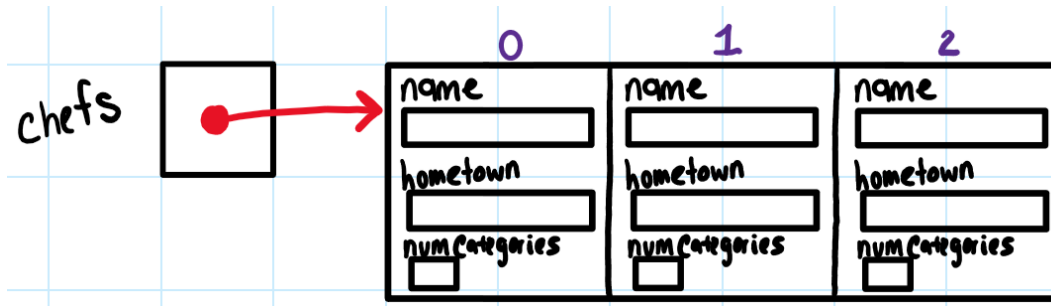 0 1 2
chefs
name name name
hometown hometown hometown
numCategories numCategories numCategories